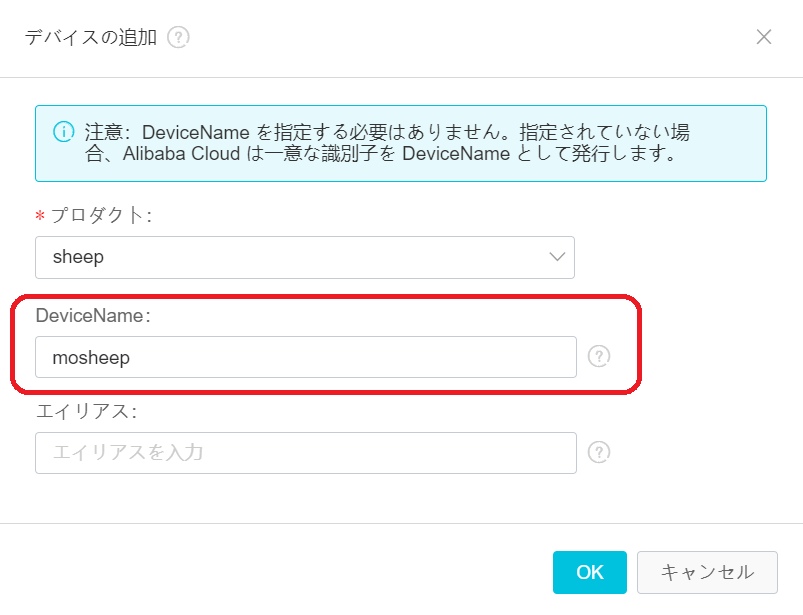 デバイスの追加 ?
注意: DeviceName を指定する必要はありません。指定されていない場
合、Alibaba Cloud は一意な識別子を DeviceName として発行します。
* プロダクト:
sheep
DeviceName:
mosheep ?
エイリアス:
エイリアスを入力 ?
OK キャンセル